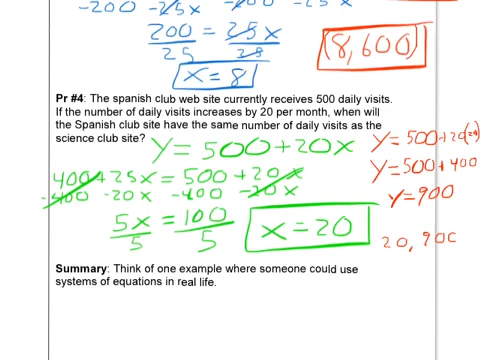 -200 -25x -200 -25x
200 = 25x
25 25
x = 8
(8,600)
Pr #4: The spanish club web site currently receives 500 daily visits.
If the number of daily visits increases by 20 per month, when will
the Spanish club site have the same number of daily visits as the
science club site?
y = 500+20x
400+25x = 500+20x
-400 -20x -400 -20x
5x = 100
5 5
x = 20
y = 500+20(20)
y = 500+400
y = 900
20, 900
Summary: Think of one example where someone could use
systems of equations in real life.